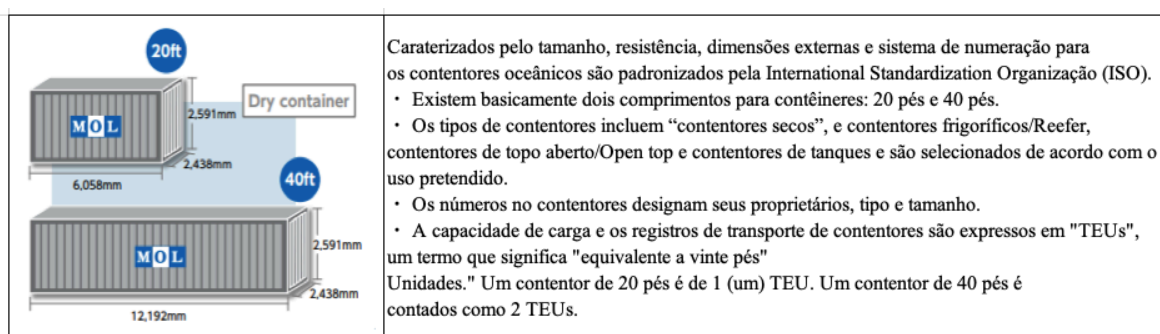 20ft
Dry container
MOL
2,591mm
2,438mm
6,058mm
40ft
MOL
2,591mm
2,438mm
12,192mm
Caraterizados pelo tamanho, resistência, dimensões externas e sistema de numeração para
os contentores oceânicos são padronizados pela International Standardization Organização (ISO).
・ Existem basicamente dois comprimentos para contêineres: 20 pés e 40 pés.
・ Os tipos de contentores incluem “contentores secos”, e contentores frigoríficos/Reefer,
contentores de topo aberto/Open top e contentores de tanques e são selecionados de acordo com o
uso pretendido.
・ Os números no contentores designam seus proprietários, tipo e tamanho.
・ A capacidade de carga e os registros de transporte de contentores são expressos em "TEUs",
um termo que significa "equivalente a vinte pés"
Unidades." Um contentor de 20 pés é de 1 (um) TEU. Um contentor de 40 pés é
contados como 2 TEUs.